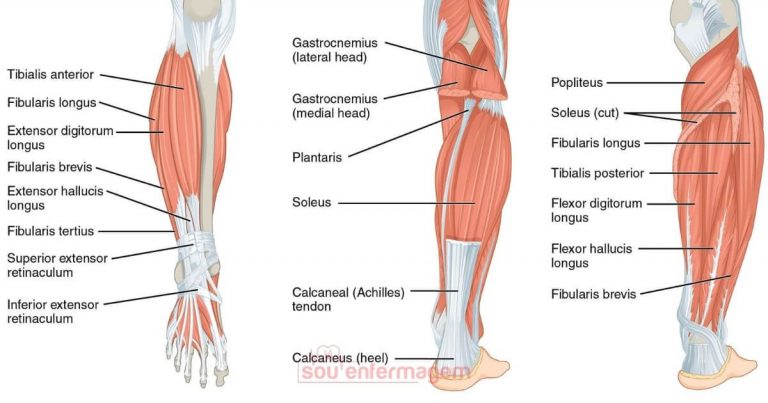 Tibialis anterior
Fibularis longus
Extensor digitorum
longus
Fibularis brevis
Extensor hallucis
longus
Fibularis tertius
Superior extensor
retinaculum
Inferior extensor
retinaculum
Gastrocnemius
(lateral head)
Gastrocnemius
(medial head)
Plantaris
Soleus
Calcaneal (Achilles)
tendon
Calcaneus (heel)
sou enfermagem
Popliteus
Soleus (cut)
Fibularis longus
Tibialis posterior
Flexor digitorum
longus
Flexor hallucis
longus
Fibularis brevis